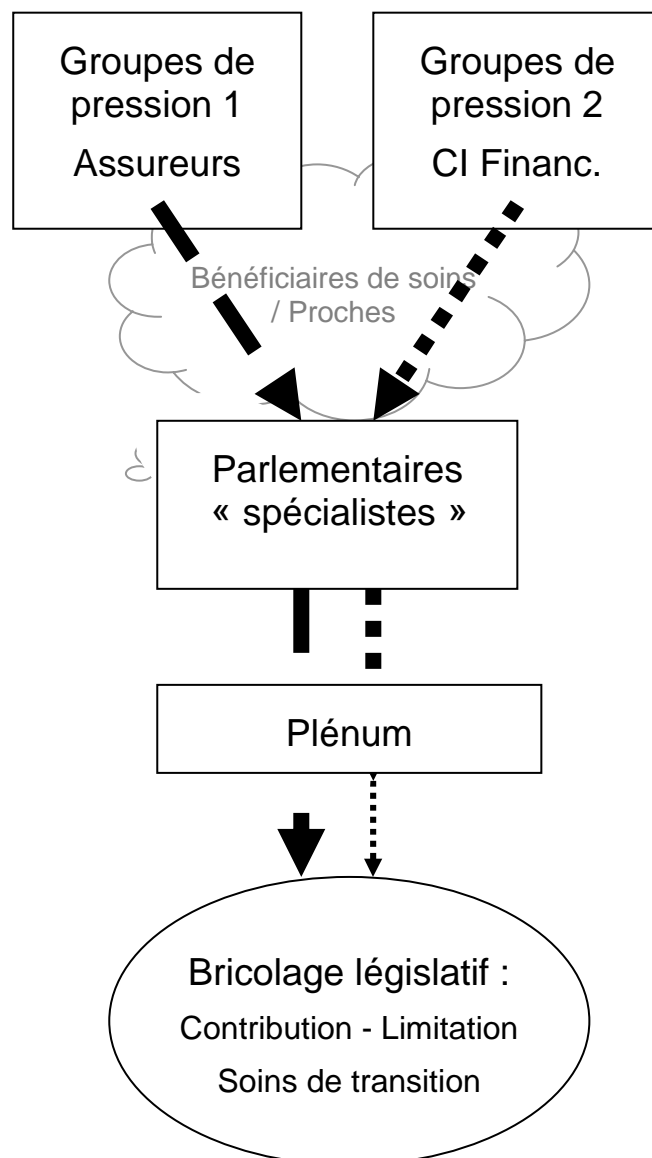 Groupes de
pression 1
Assureurs
Groupes de
pression 2
CI Financ.
Bénéficiaires de soins
/ Proches
Parlementaires
« spécialistes »
Plénum
Bricolage législatif :
Contribution - Limitation
Soins de transition